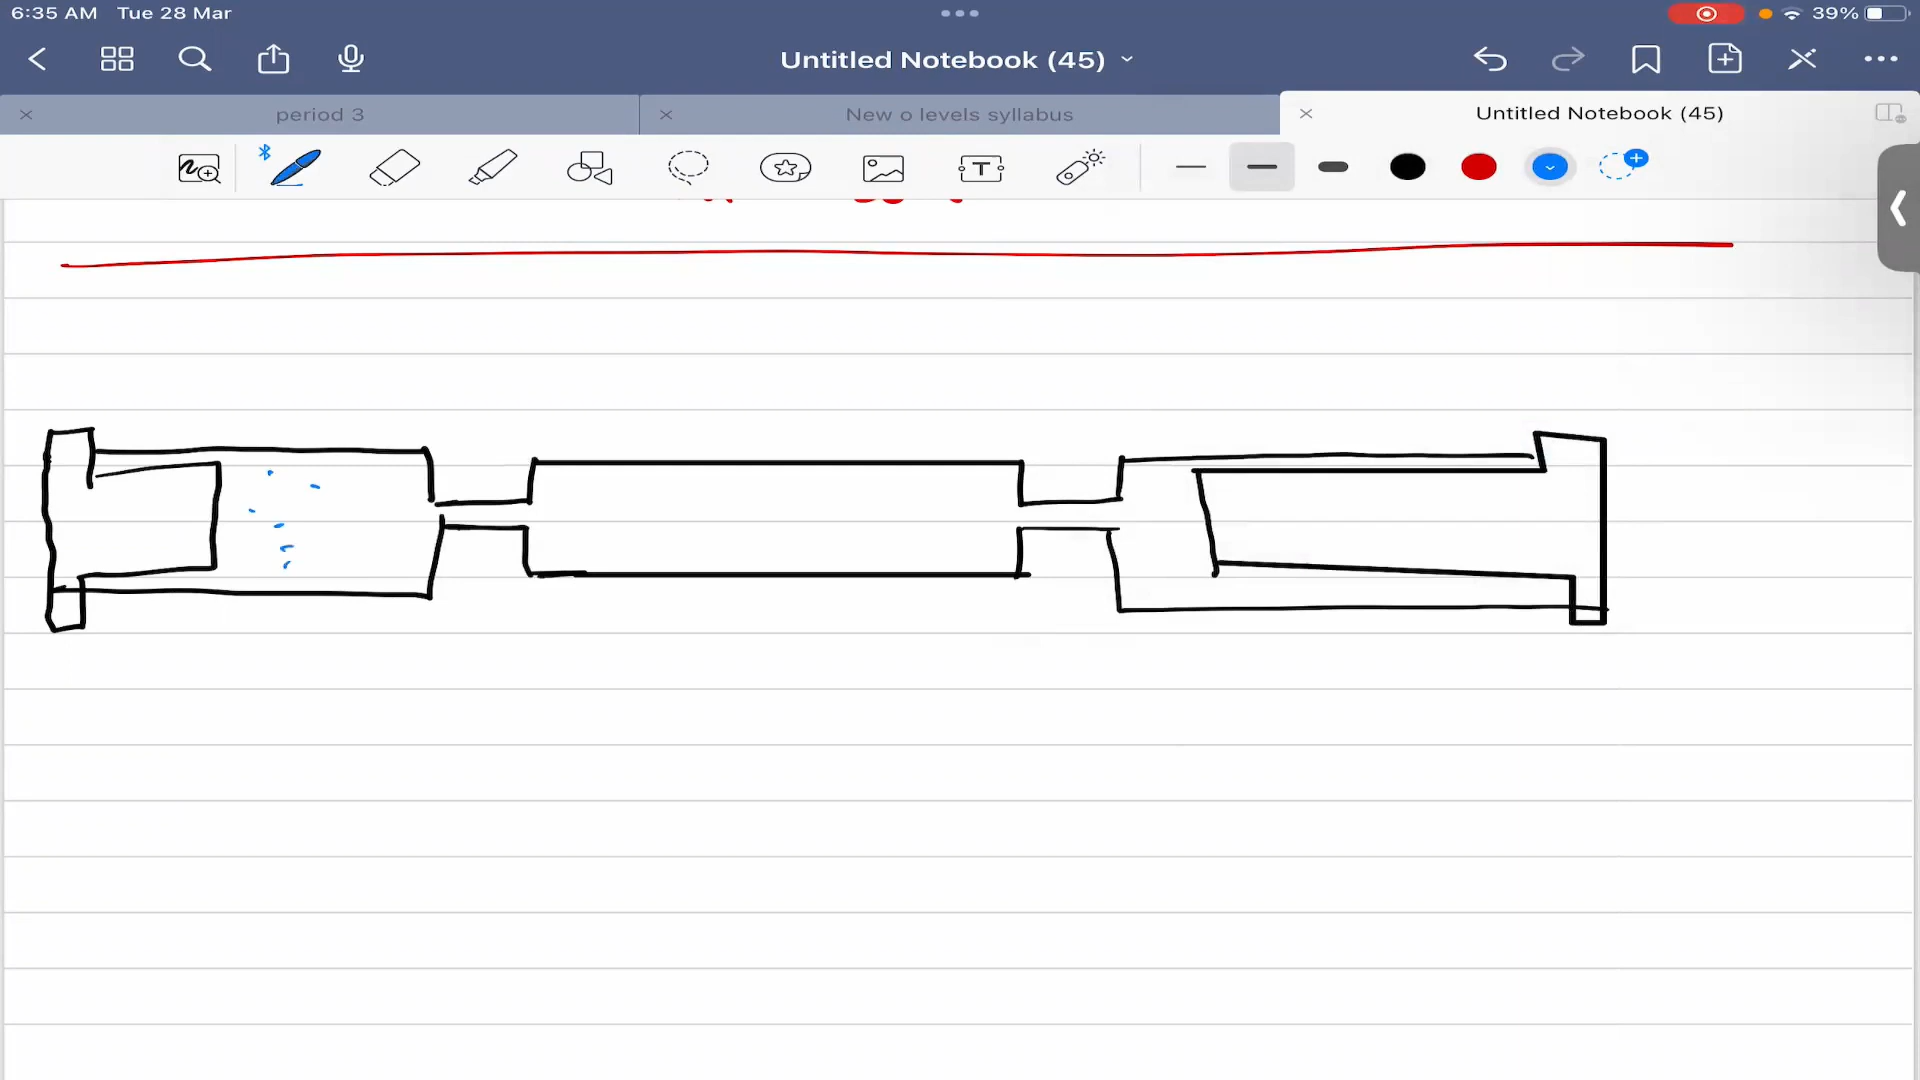 6:35 AM Tue 28 Mar
39%
Untitled Notebook (45)
period 3
New o levels syllabus
Untitled Notebook (45)
T